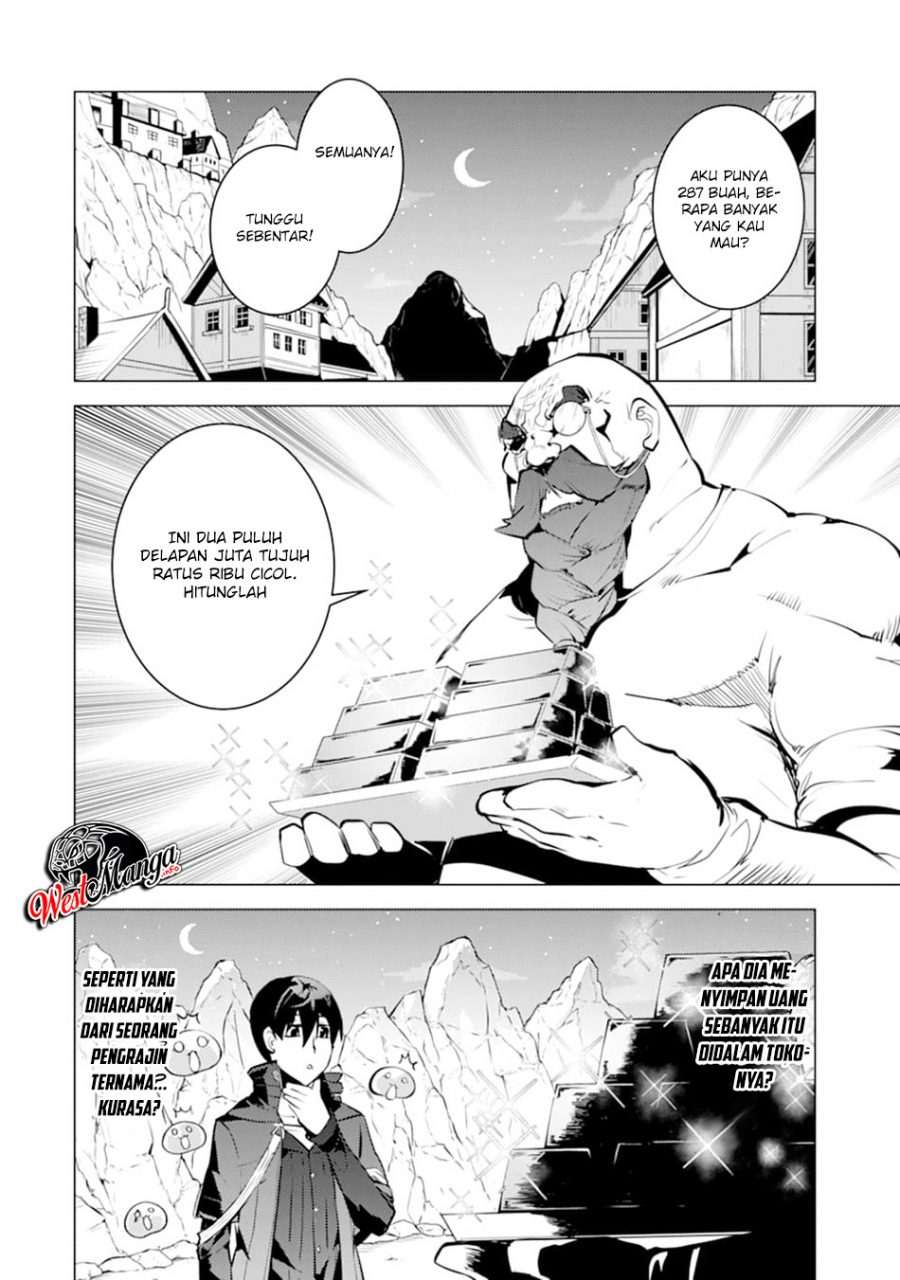 AKU PUNYA
287 BUAH, BE-
RAPA BANYAK
YANG KAU
MAU?
SEMUANYA!
TUNGGU
SEBENTAR!
INI DUA PULUH
DELAPAN JUTA TUJUH
RATUS RIBU CICOL.
HITUNGLAH
WestManga
.info
APA DIA ME-
NYIMPAN UANG
SEBANYAK ITU
DIDALAM TOKO-
NYA?
SEPERTI YANG
DIHARAPKAN
DARI SEORANG
PENGRAJIN
TERNAMA?.
KURASA?